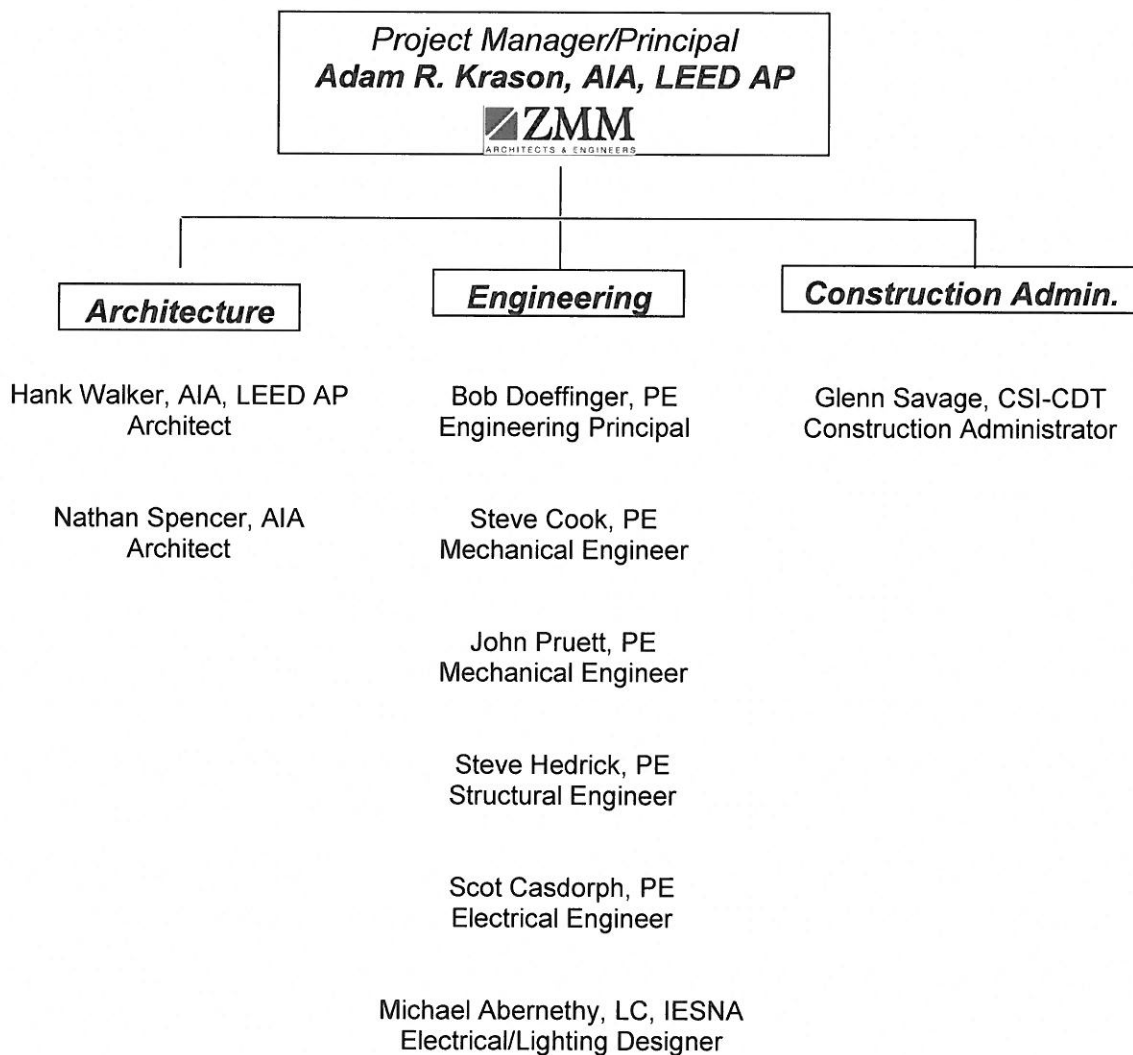 Project Manager/Principal
Adam R. Krason, AIA, LEED AP
ZMM
ARCHITECTS & ENGINEERS
Architecture
Hank Walker, AIA, LEED AP
Architect
Nathan Spencer, AIA
Architect
Engineering
Bob Doeffinger, PE
Engineering Principal
Steve Cook, PE
Mechanical Engineer
John Pruett, PE
Mechanical Engineer
Steve Hedrick, PE
Structural Engineer
Scot Casdorph, PE
Electrical Engineer
Michael Abernethy, LC, IESNA
Electrical/Lighting Designer
Construction Admin.
Glenn Savage, CSI-CDT
Construction Administrator